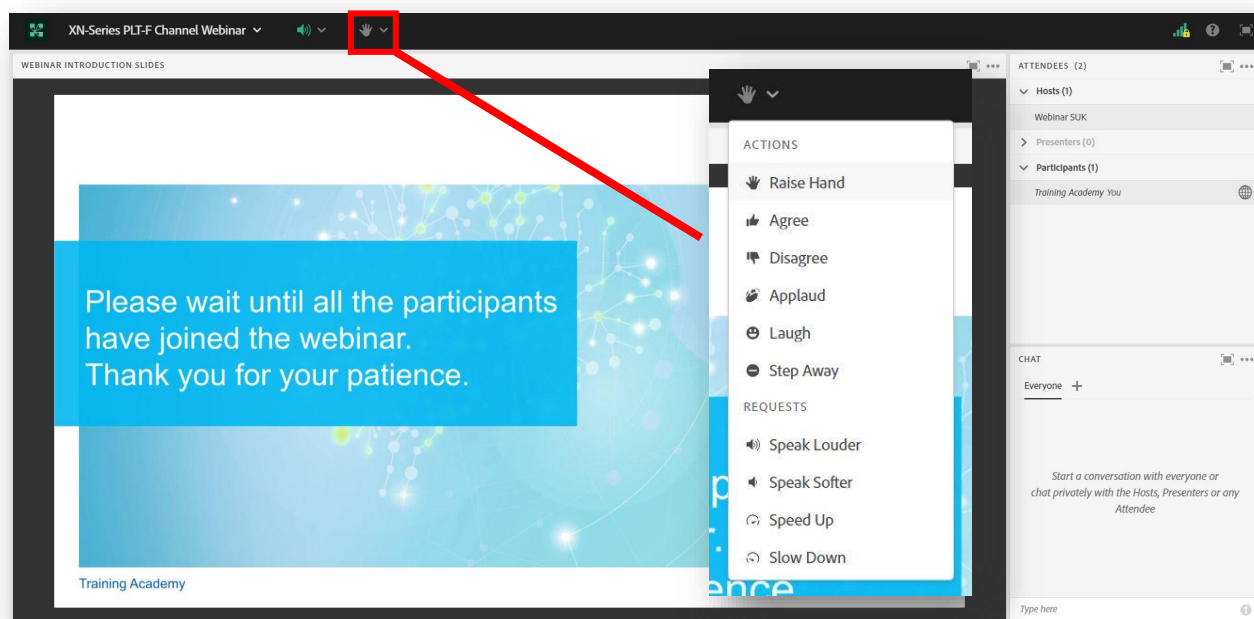 XN-Series PLT-F Channel Webinar
WEBINAR INTRODUCTION SLIDES
Please wait until all the participants
have joined the webinar.
Thank you for your patience.
Training Academy
ACTIONS
Raise Hand
Agree
Disagree
Applaud
Laugh
Step Away
REQUESTS
Speak Louder
Speak Softer
Speed Up
Slow Down
ATTENDEES (2)
Hosts (1)
Webinar SUK
Presenters (0)
Participants (1)
Training Academy You
CHAT
Everyone
Start a conversation with everyone or
chat privately with the Hosts, Presenters or any
Attendee
Type here